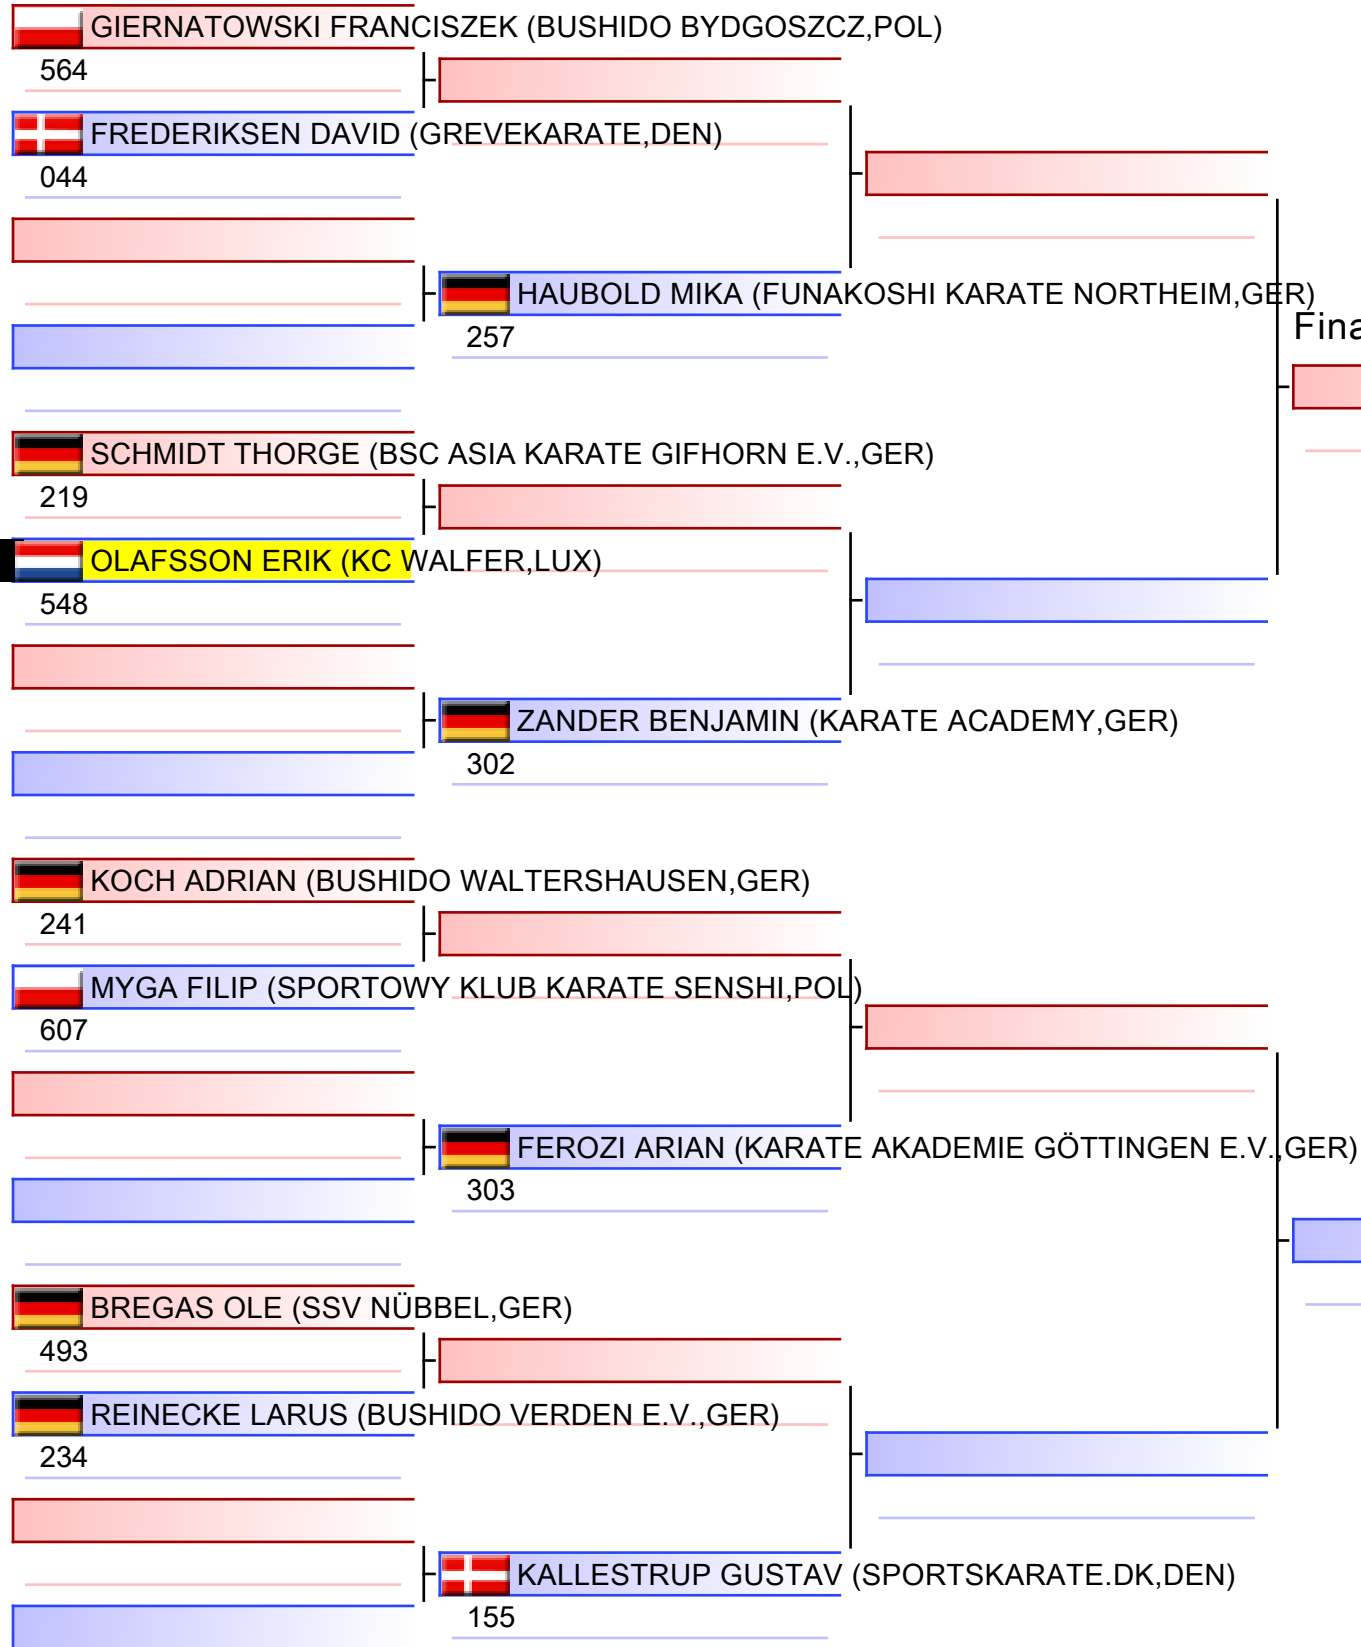 GIERNATOWSKI FRANCISZEK (BUSHIDO BYDGOSZCZ,POL)
564
FREDERIKSEN DAVID (GREVEKARATE,DEN)
044
HAUBOLD MIKA (FUNAKOSHI KARATE NORTHEIM,GER)
257
Fina
SCHMIDT THORGE (BSC ASIA KARATE GIFHORN E.V.,GER)
219
OLAFSSON ERIK (KC WALFER,LUX)
548
ZANDER BENJAMIN (KARATE ACADEMY,GER)
302
KOCH ADRIAN (BUSHIDO WALTERSHAUSEN,GER)
241
MYGA FILIP (SPORTOWY KLUB KARATE SENSHI,POL)
607
FEROZI ARIAN (KARATE AKADEMIE GÖTTINGEN E.V.,GER)
303
BREGAS OLE (SSV NÜBBEL,GER)
493
REINECKE LARUS (BUSHIDO VERDEN E.V.,GER)
234
KALLESTRUP GUSTAV (SPORTSKARATE.DK,DEN)
155